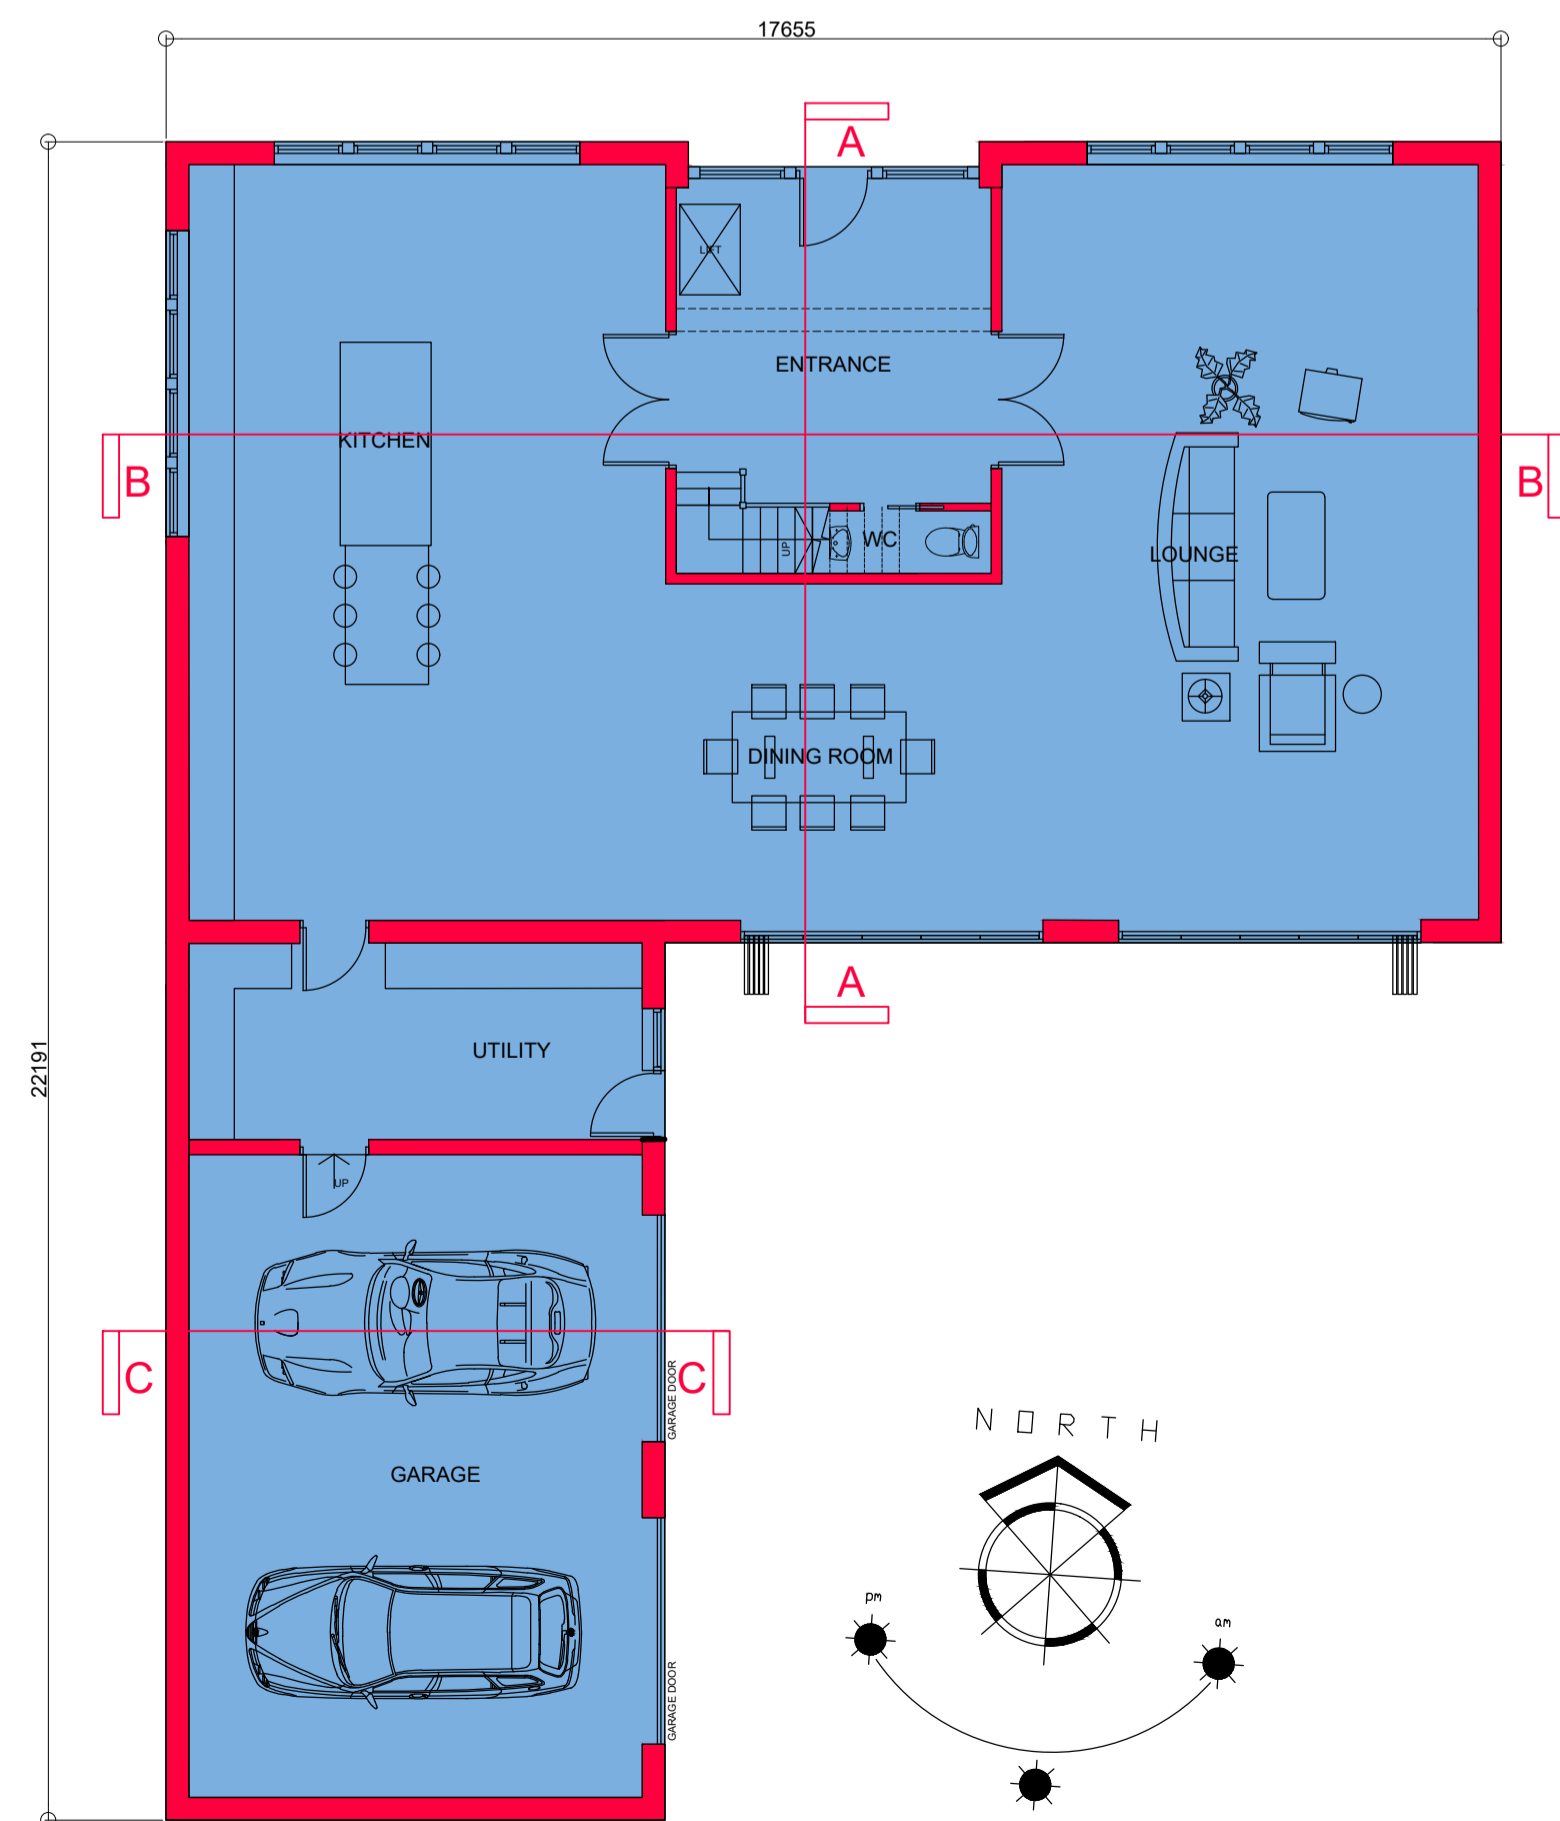 17655
A
LIFT
ENTRANCE
KITCHEN
B
B
UP
WC
LOUNGE
DINING ROOM
A
22191
UTILITY
UP
C
C
GARAGE DOOR
GARAGE
NORTH
pm
am
GARAGE DOOR